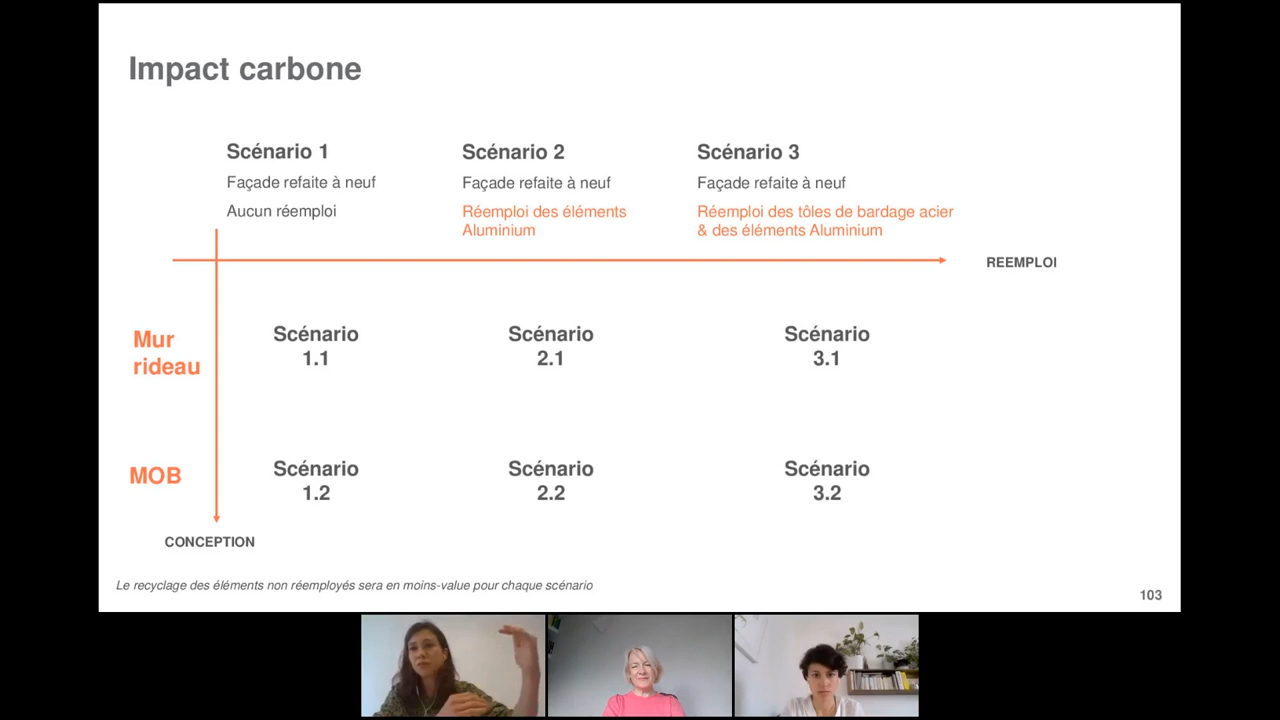 Impact carbone
Scénario 1
Façade refaite à neuf
Aucun réemploi
Scénario 2
Façade refaite à neuf
Réemploi des éléments
Aluminium
Scénario 3
Façade refaite à neuf
Réemploi des tôles de bardage acier
& des éléments Aluminium
REEMPLOI
Mur
rideau
Scénario
1.1
Scénario
2.1
Scénario
3.1
MOB
Scénario
1.2
Scénario
2.2
Scénario
3.2
CONCEPTION
Le recyclage des éléments non réemployés sera en moins-value pour chaque scénario
103